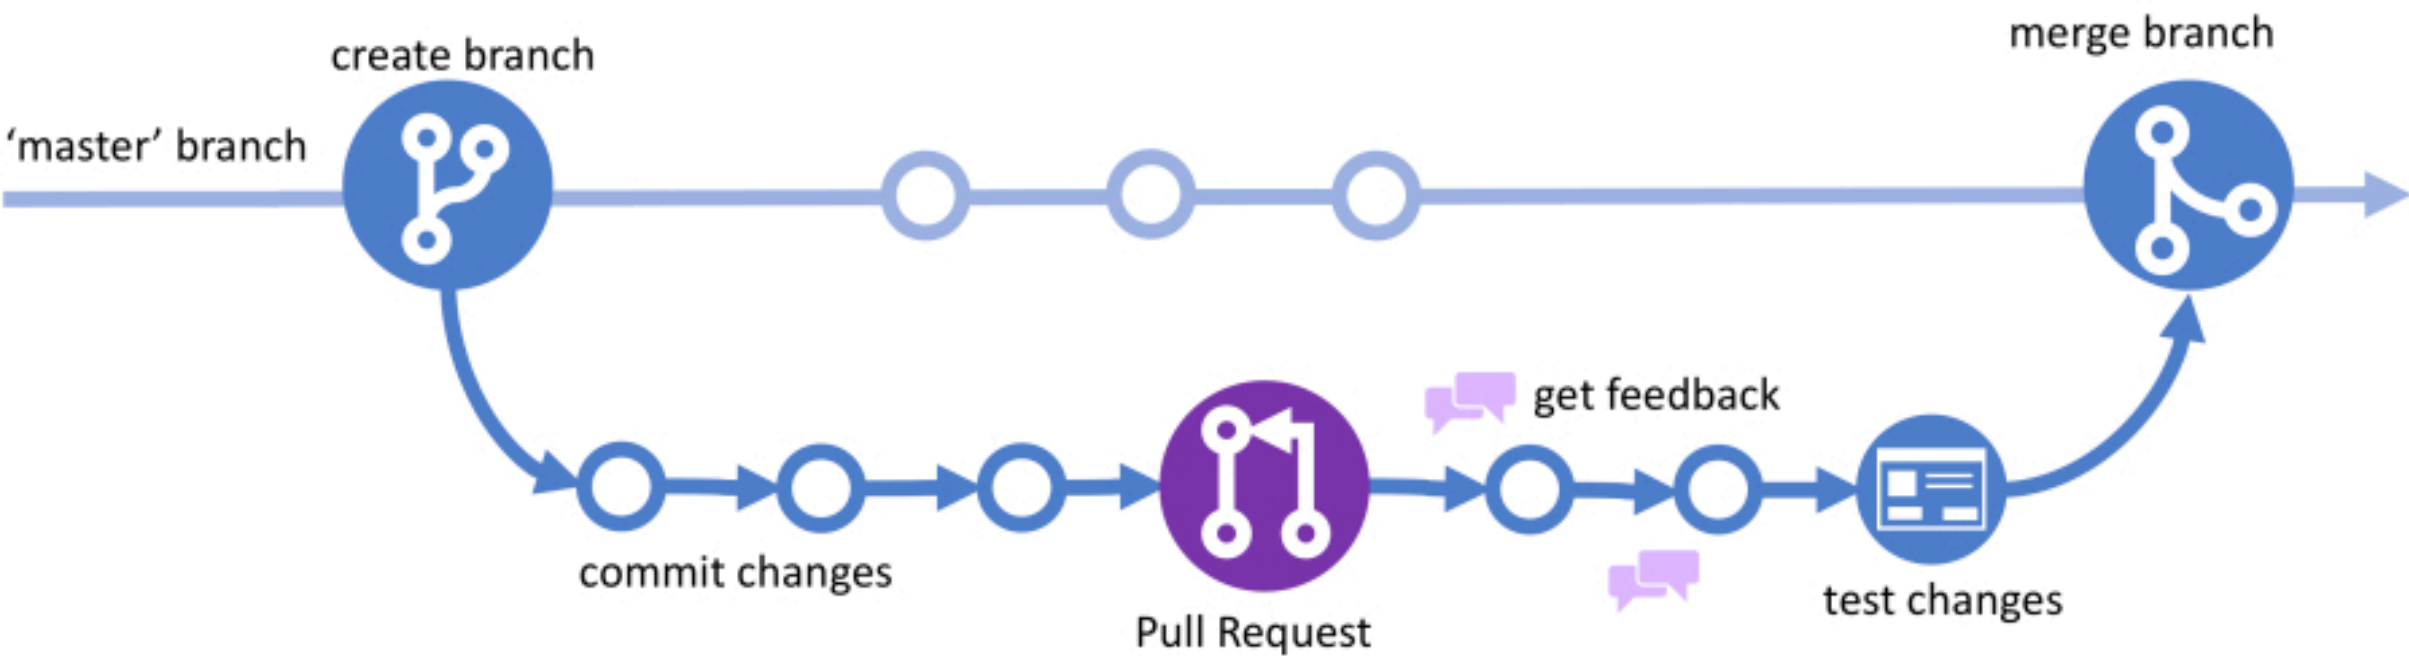 create branch
merge branch
‘master’ branch
get feedback
commit changes
test changes
Pull Request